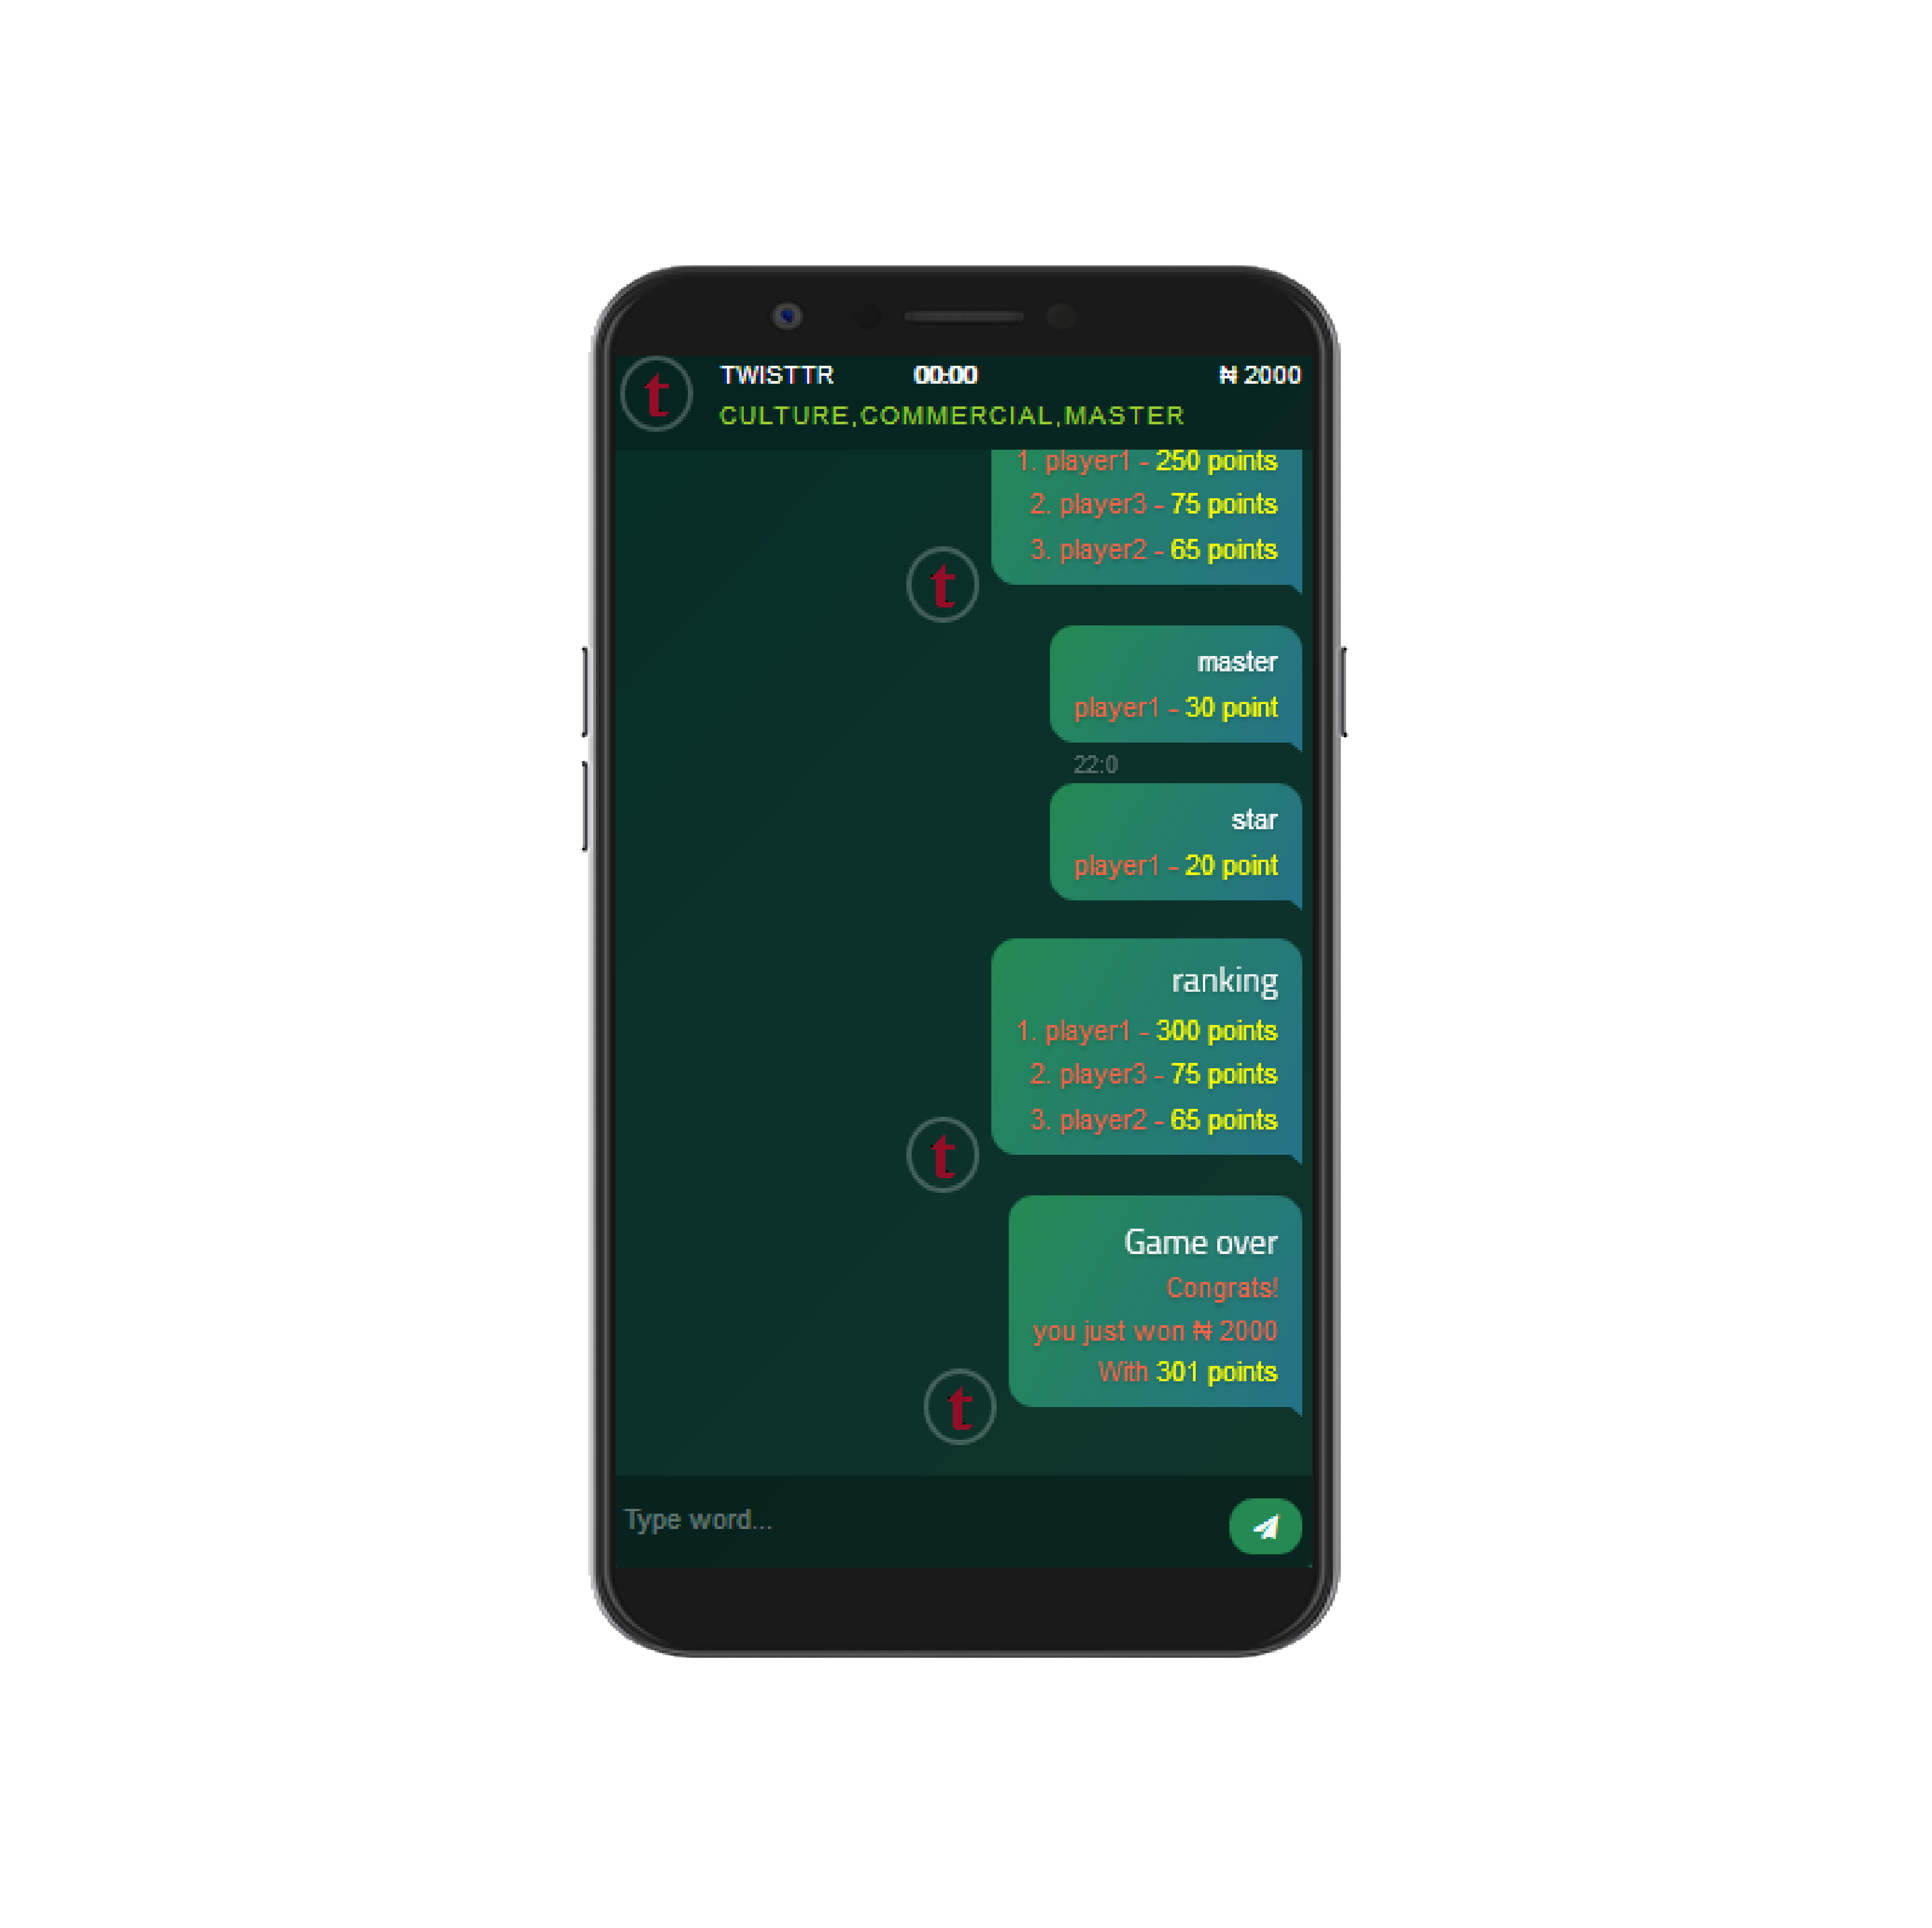 t
TWISTTR 00:00 ₦ 2000
CULTURE,COMMERCIAL,MASTER
1. player1 - 250 points
2. player3 - 75 points
3. player2 - 65 points
t
master
player1 - 30 point
22:0
star
player1 - 20 point
ranking
1. player1 - 300 points
2. player3 - 75 points
3. player2 - 65 points
t
Game over
Congrats!
you just won ₦ 2000
With 301 points
t
Type word...